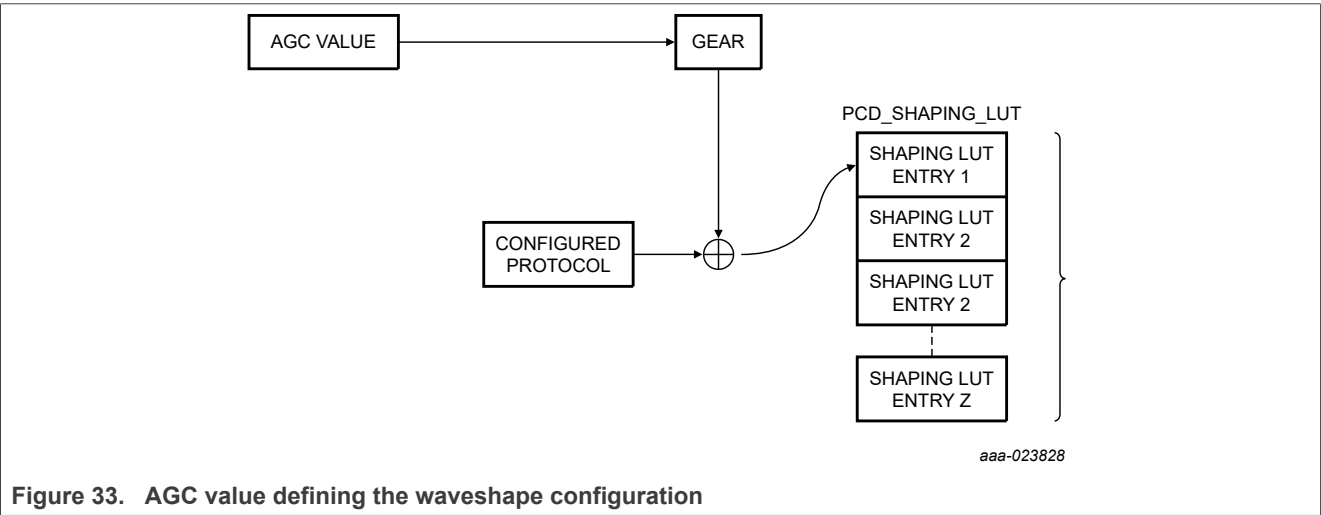 AGC VALUE
GEAR
PCD_SHAPING_LUT
SHAPING LUT
ENTRY 1
SHAPING LUT
ENTRY 2
CONFIGURED
PROTOCOL
SHAPING LUT
ENTRY 2
SHAPING LUT
ENTRY Z
aaa-023828
Figure 33. AGC value defining the waveshape configuration